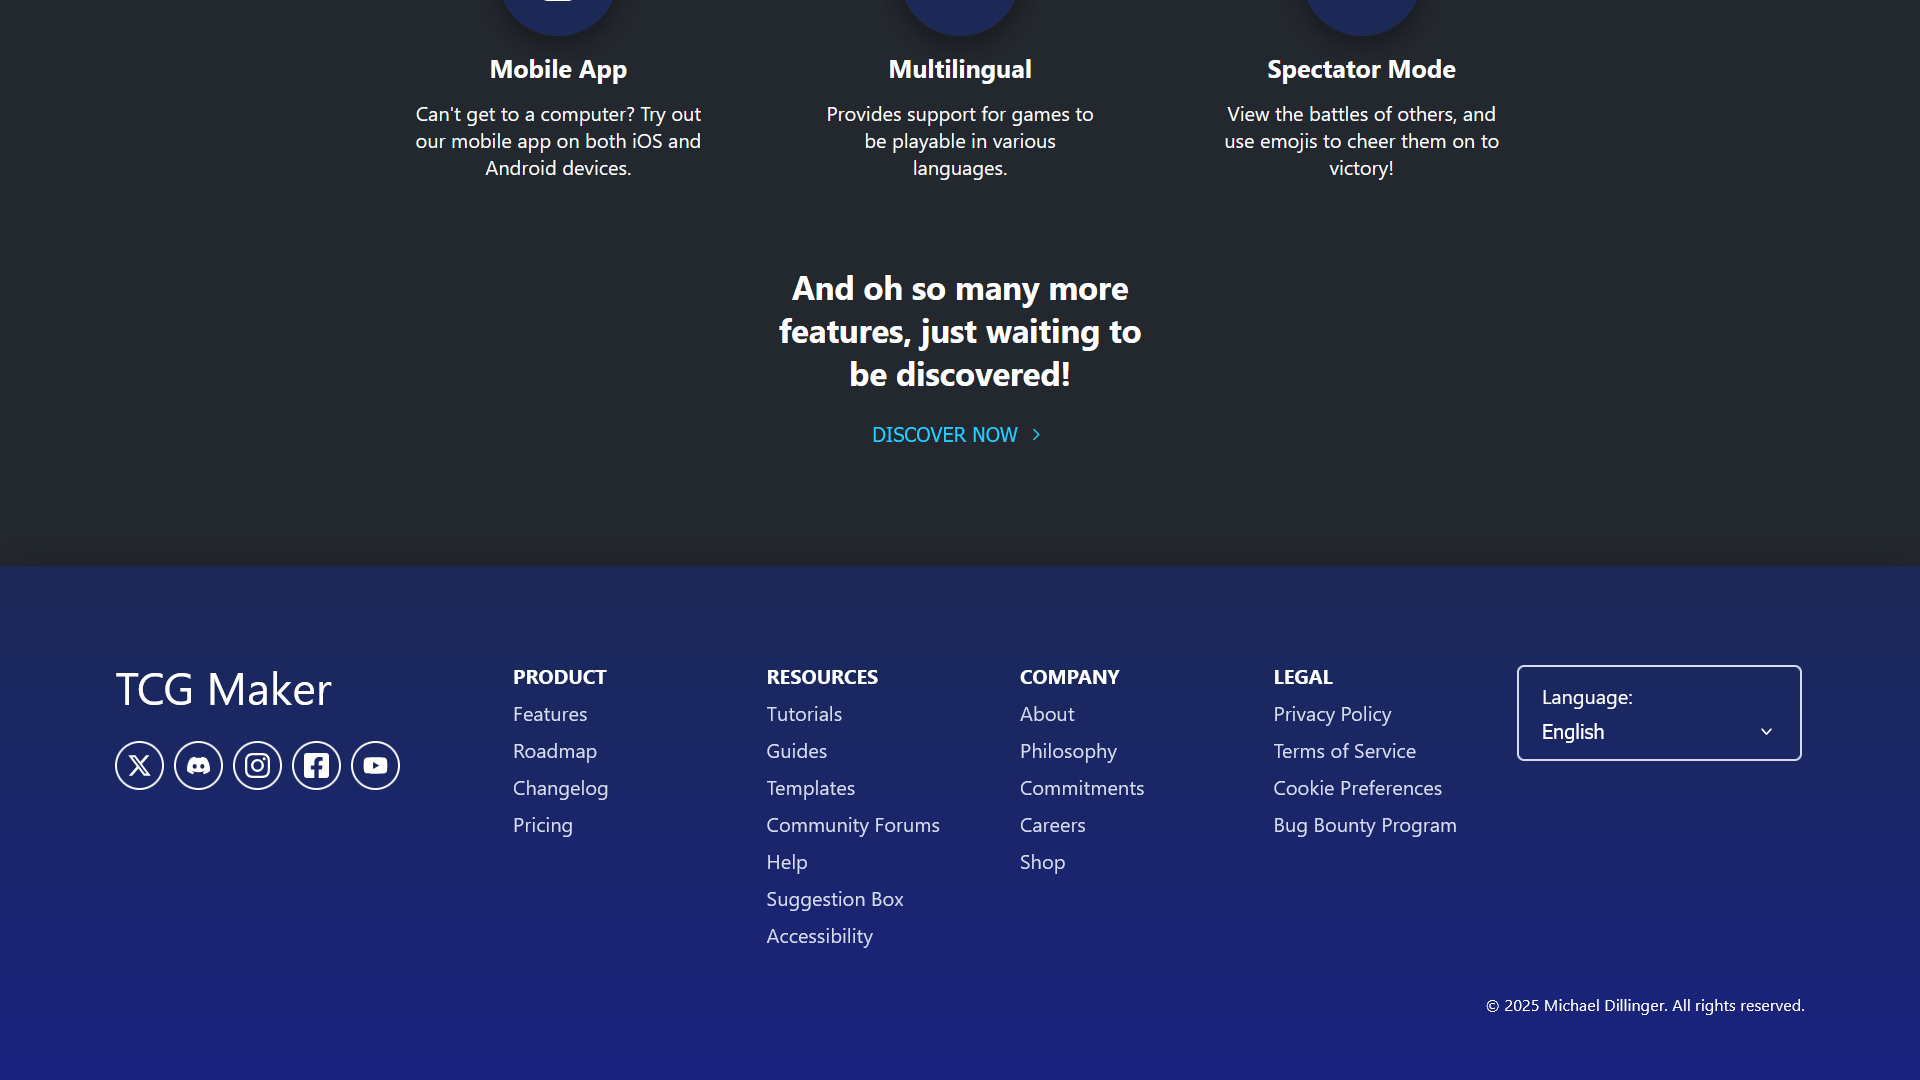 Mobile App
Can't get to a computer? Try out
our mobile app on both iOS and
Android devices.
Multilingual
Provides support for games to
be playable in various
languages.
Spectator Mode
View the battles of others, and
use emojis to cheer them on to
victory!
And oh so many more
features, just waiting to
be discovered!
DISCOVER NOW
TCG Maker
PRODUCT
Features
Roadmap
Changelog
Pricing
RESOURCES
Tutorials
Guides
Templates
Community Forums
Help
Suggestion Box
Accessibility
COMPANY
About
Philosophy
Commitments
Careers
Shop
LEGAL
Privacy Policy
Terms of Service
Cookie Preferences
Bug Bounty Program
Language:
English
© 2025 Michael Dillinger. All rights reserved.